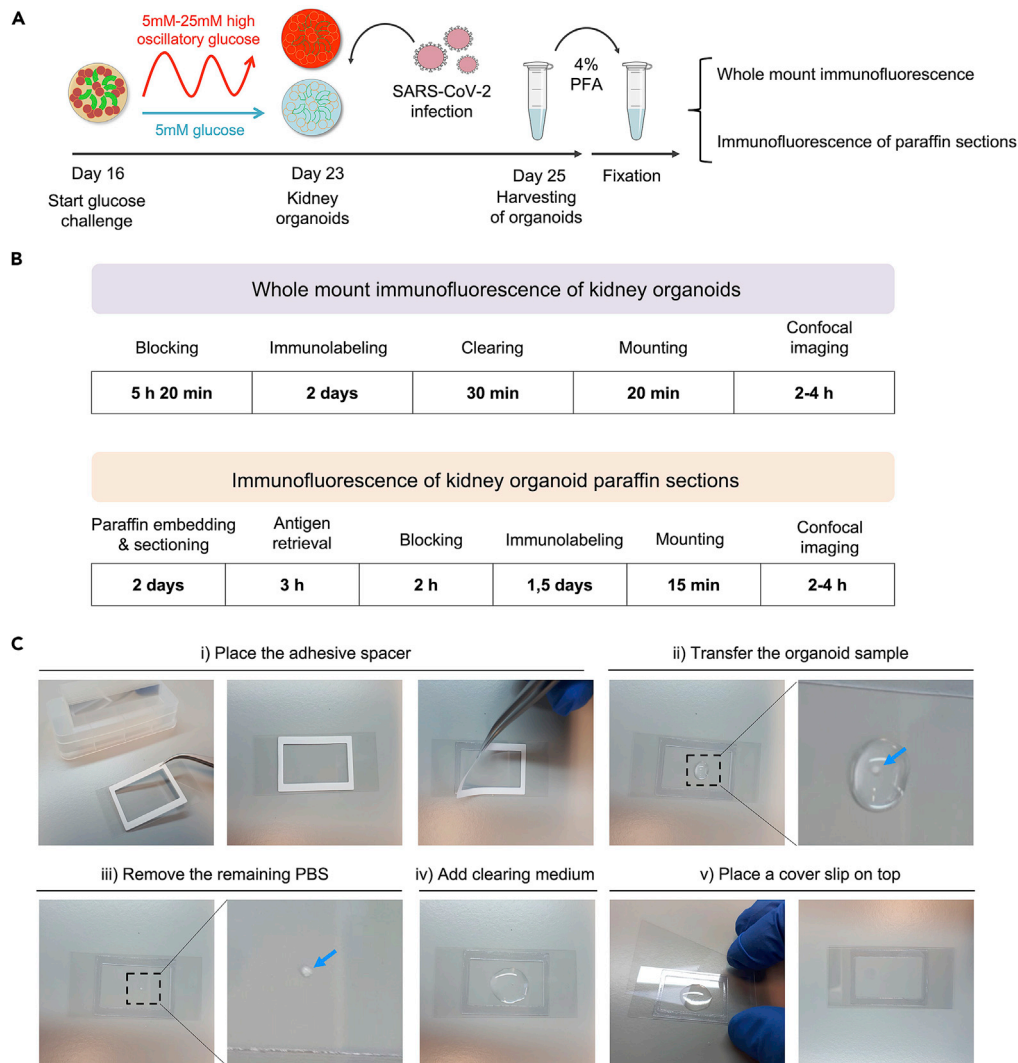 A
5mM-25mM high
oscillatory glucose
5mM glucose
SARS-CoV-2
infection
4%
PFA
Whole mount immunofluorescence
Immunofluorescence of paraffin sections
Day 16
Start glucose
challenge
Day 23
Kidney
organoids
Day 25
Harvesting
of organoids
Fixation
B
Whole mount immunofluorescence of kidney organoids
Blocking
Immunolabeling
Clearing
Mounting
Confocal
imaging
5 h 20 min
2 days
30 min
20 min
2-4 h
Immunofluorescence of kidney organoid paraffin sections
Paraffin embedding
& sectioning
Antigen
retrieval
Blocking
Immunolabeling
Mounting
Confocal
imaging
2 days
3 h
2 h
1,5 days
15 min
2-4 h
C
i) Place the adhesive spacer
ii) Transfer the organoid sample
iii) Remove the remaining PBS
iv) Add clearing medium
v) Place a cover slip on top